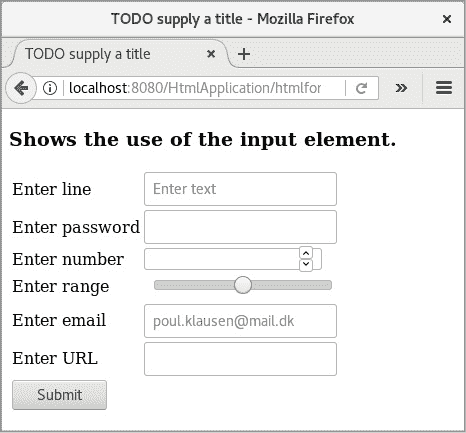 TODO supply a title - Mozilla Firefox ×
TODO supply a title × +
localhost:8080/HtmlApplication/htmlfor »
Shows the use of the input element.
Enter line Enter text
Enter password
Enter number
Enter range
Enter email poul.klausen@mail.dk
Enter URL
Submit